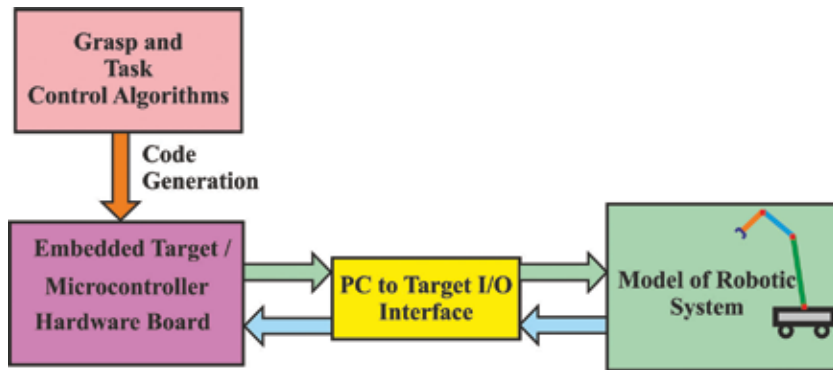 Grasp and
Task
Control Algorithms
Code
Generation
Embedded Target /
Microcontroller
Hardware Board
PC to Target I/O
Interface
Model of Robotic
System